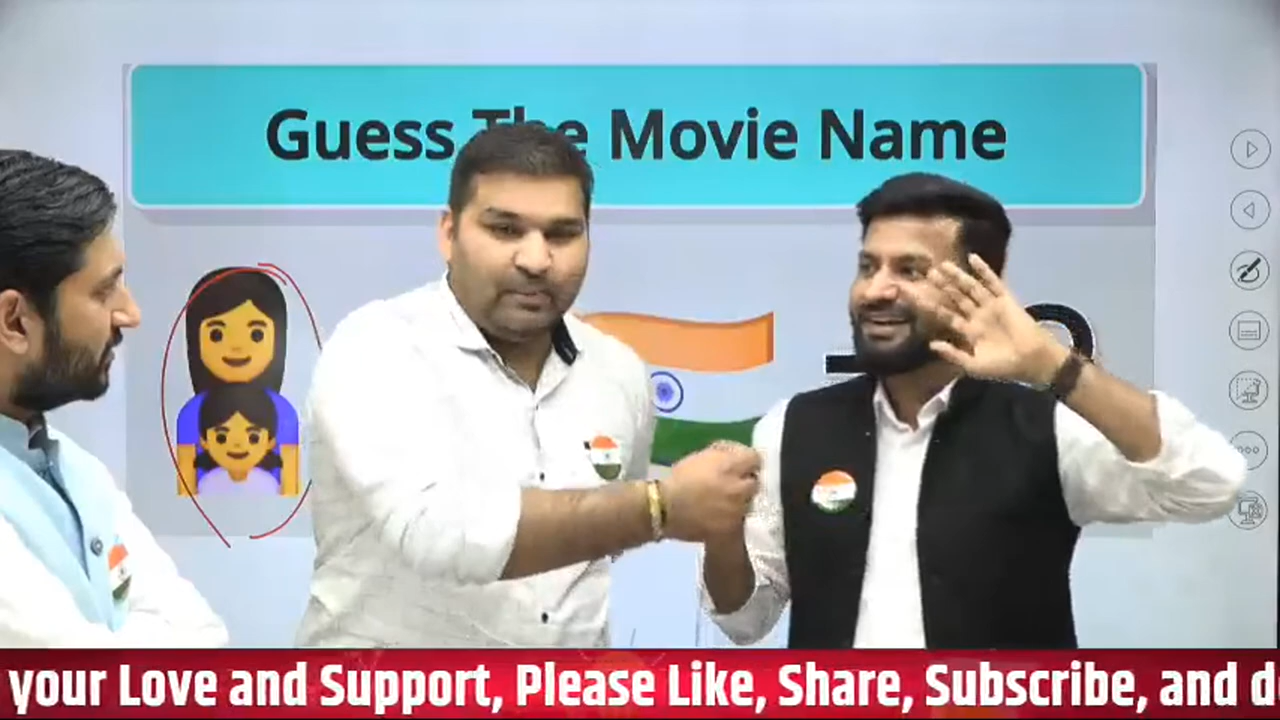 Guess The Movie Name
your Love and Support, Please Like, Share, Subscribe, and